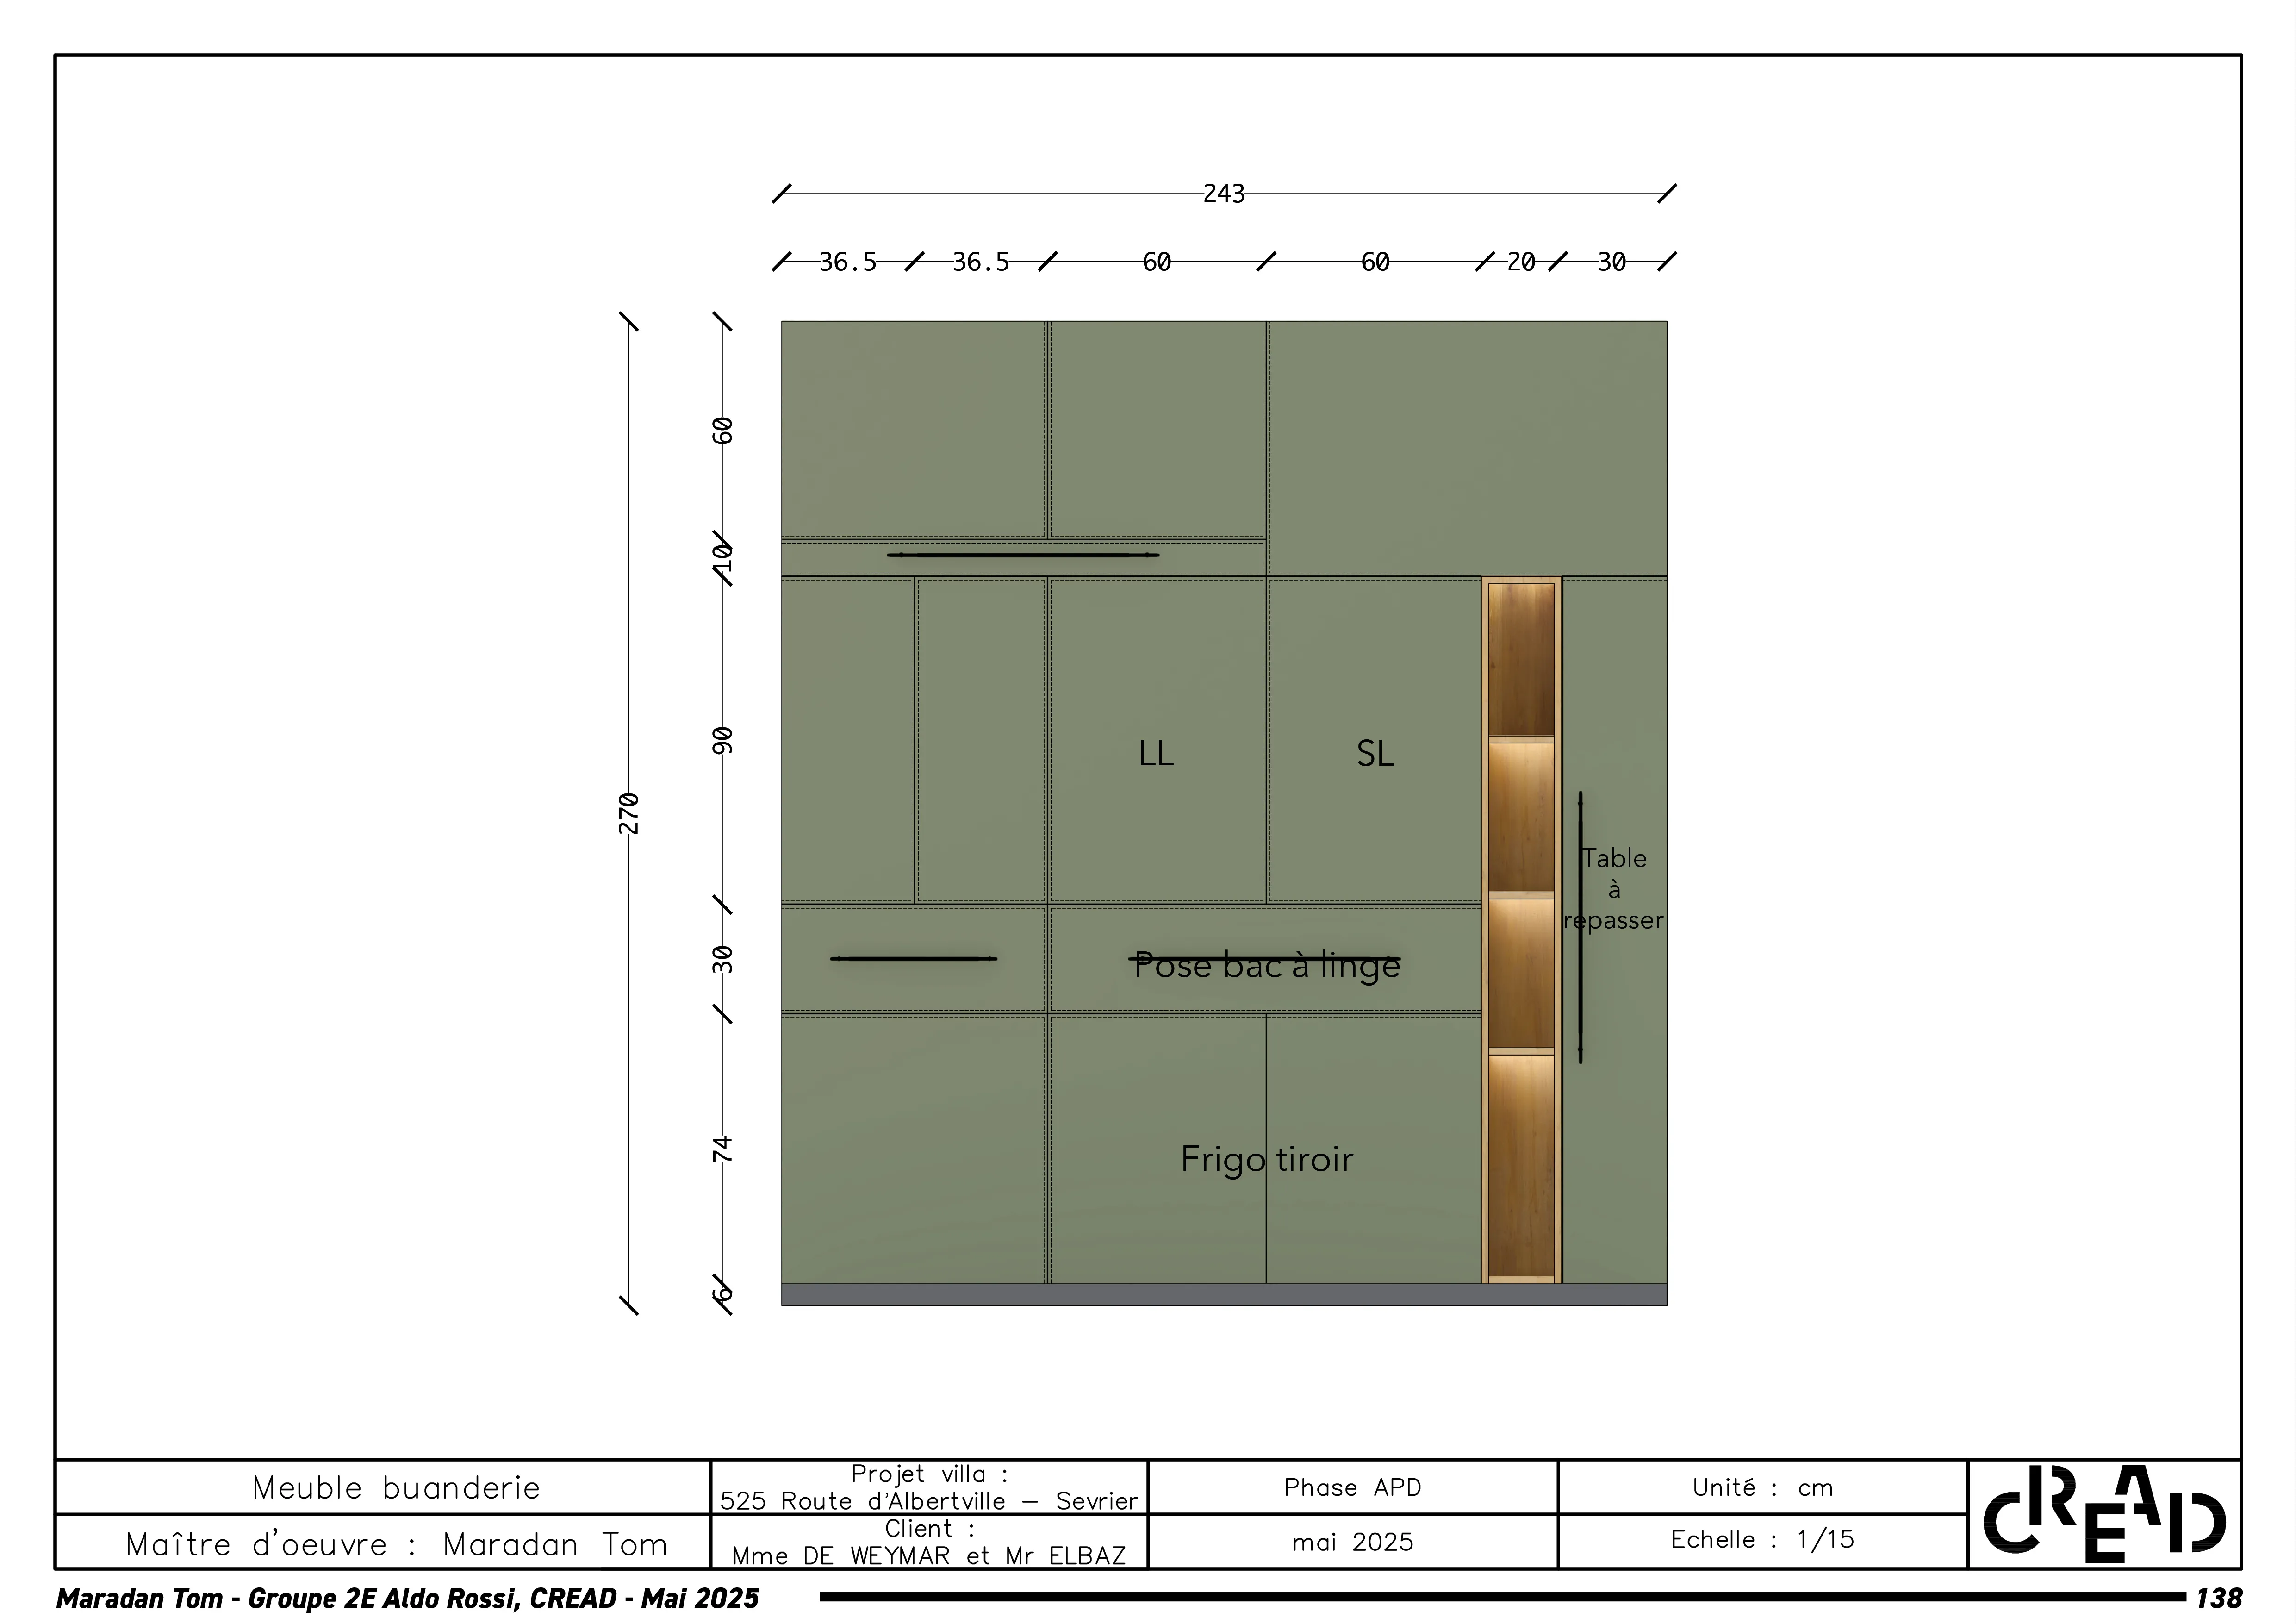 243
36.5 36.5 60 60 20 30
60
10
90
270
30
74
6
LL
SL
Table
à
repasser
Pose bac à linge
Frigo tiroir
Meuble buanderie
Maître d'oeuvre : Maradan Tom
Projet villa :
525 Route d'Albertville – Sevrier
Client :
Mme DE WEYMAR et Mr ELBAZ
Phase APD
mai 2025
Unité : cm
Echelle : 1/15
CREAD
Maradan Tom - Groupe 2E Aldo Rossi, CREAD - Mai 2025
138